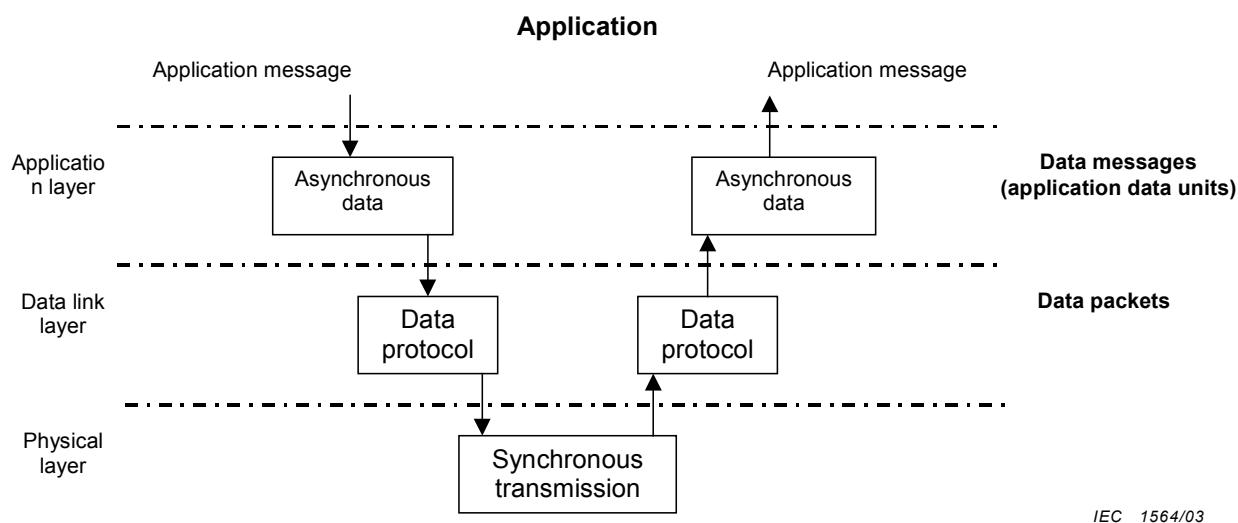 Application
Application message
Application message
Applicatio
n layer
Asynchronous
data
Asynchronous
data
Data messages
(application data units)
Data link
layer
Data
protocol
Data
protocol
Data packets
Physical
layer
Synchronous
transmission
IEC 1564/03